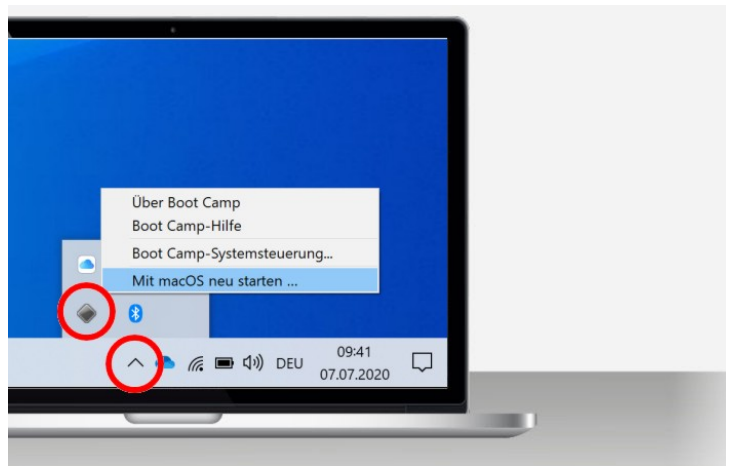 Über Boot Camp
Boot Camp-Hilfe
Boot Camp-Systemsteuerung...
Mit macOS neu starten ...
DEU
09:41
07.07.2020